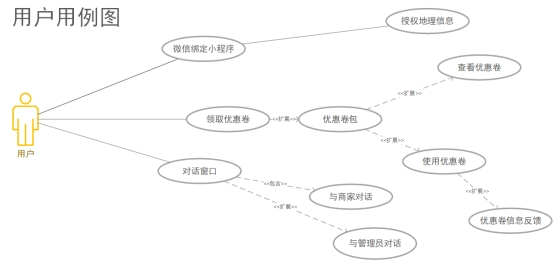 用户用例图
授权地理信息
微信绑定小程序
查看优惠卷
<<扩展>>
领取优惠卷
<<扩展>>
优惠卷包
<<扩展>>
用户
使用优惠卷
对话窗口
<<包含>>
<<扩展>>
与商家对话
<<扩展>>
优惠卷信息反馈
与管理员对话